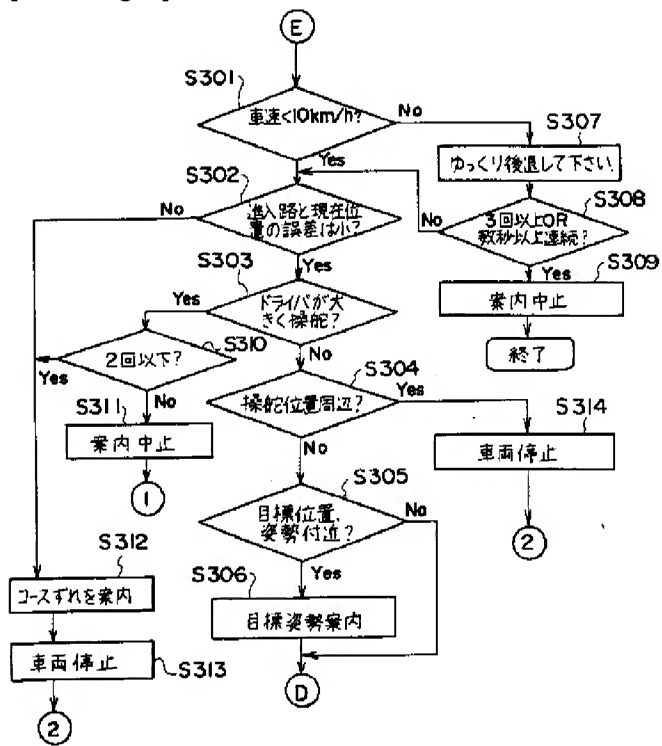 E
S301
車速<10km/h?
No
S307
Yes
ゆっくり後退して下さい
S302
S308
No
進入路と現在位
置の誤差は小?
No
3回以上OR
数秒以上連続?
S303
Yes
Yes
S309
Yes
ドライバが大
きく操舵?
案内中止
S310
2回以下?
No
終了
Yes
S304
S311
No
操舵位置周辺?
Yes
S314
案内中止
No
車両停止
1
S305
目標位置、
姿勢付近?
No
2
S312
S306
Yes
コースずれを案内
目標姿勢案内
車両停止
S313
D
2